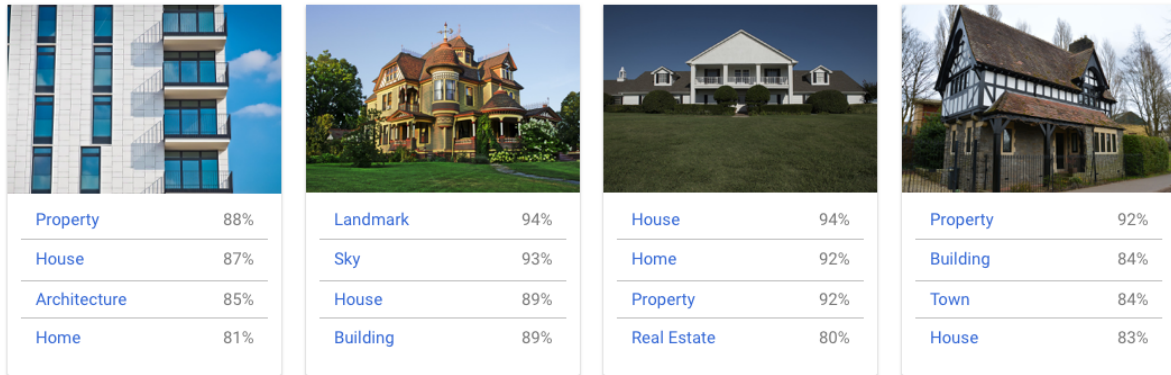 Property 88%
House 87%
Architecture 85%
Home 81%
Landmark 94%
Sky 93%
House 89%
Building 89%
House 94%
Home 92%
Property 92%
Real Estate 80%
Property 92%
Building 84%
Town 84%
House 83%